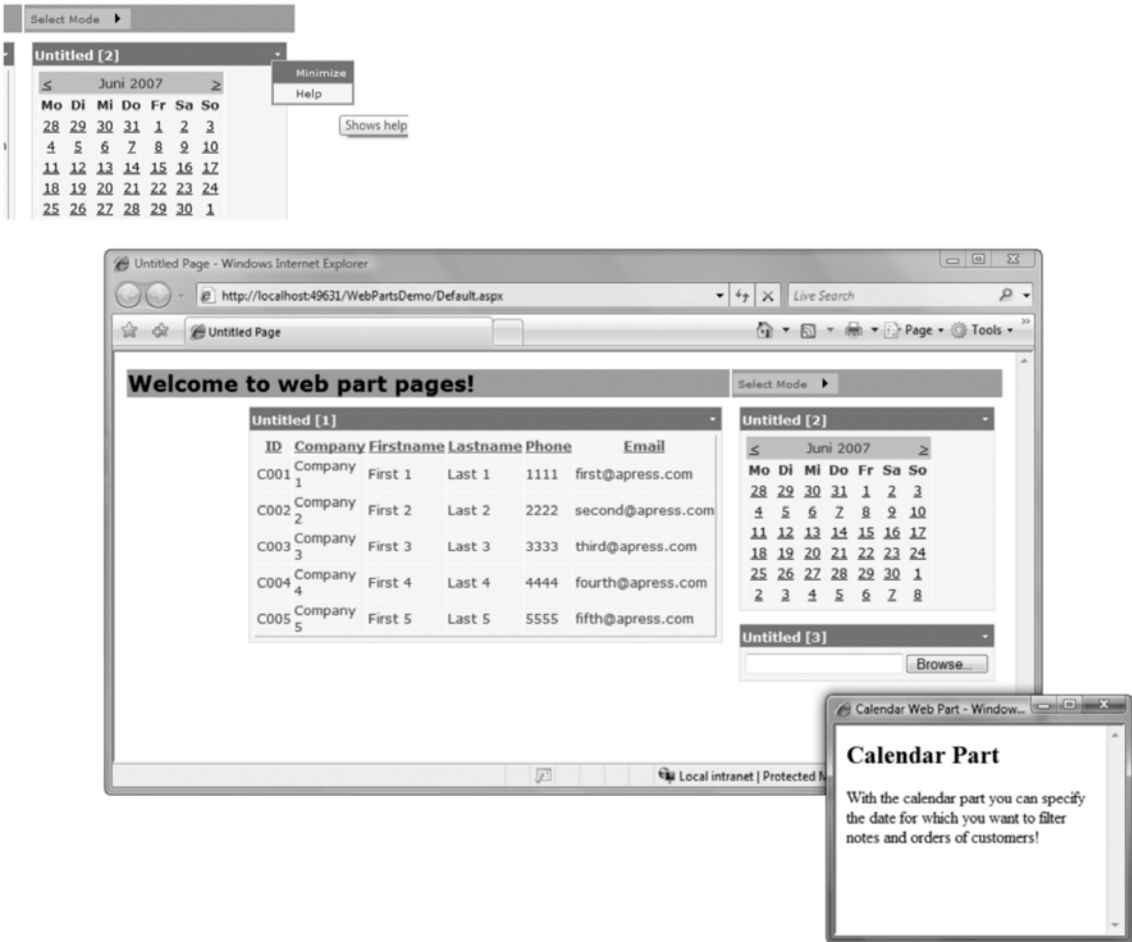 Select Mode
Untitled [2]
≤ Juni 2007 ≥
Minimize
Help
Shows help
Mo Di Mi Do Fr Sa So
28 29 30 31 1 2 3
4 5 6 7 8 9 10
11 12 13 14 15 16 17
18 19 20 21 22 23 24
25 26 27 28 29 30 1
Untitled Page - Windows Internet Explorer
http://localhost:49631/WebPartsDemo/Default.aspx
Live Search
Untitled Page
Page
Tools
Welcome to web part pages!
Select Mode
Untitled [1]
ID Company Firstname Lastname Phone Email
C001 Company 1 First 1 Last 1 1111 first@apress.com
C002 Company 2 First 2 Last 2 2222 second@apress.com
C003 Company 3 First 3 Last 3 3333 third@apress.com
C004 Company 4 First 4 Last 4 4444 fourth@apress.com
C005 Company 5 First 5 Last 5 5555 fifth@apress.com
Untitled [2]
≤ Juni 2007 ≥
Mo Di Mi Do Fr Sa So
28 29 30 31 1 2 3
4 5 6 7 8 9 10
11 12 13 14 15 16 17
18 19 20 21 22 23 24
25 26 27 28 29 30 1
2 3 4 5 6 7 8
Untitled [3]
Browse...
Local intranet | Protected M
Calendar Web Part - Window...
Calendar Part
With the calendar part you can specify
the date for which you want to filter
notes and orders of customers!